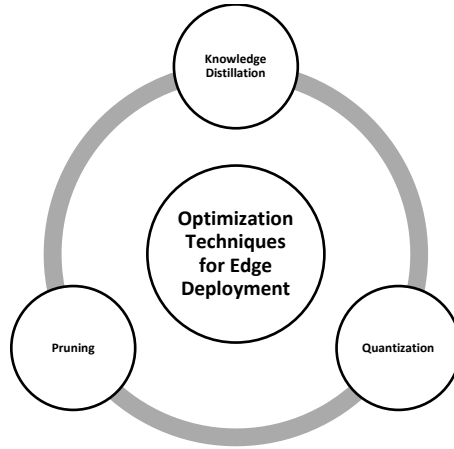 Knowledge
Distillation
Optimization
Techniques
for Edge
Deployment
Pruning
Quantization